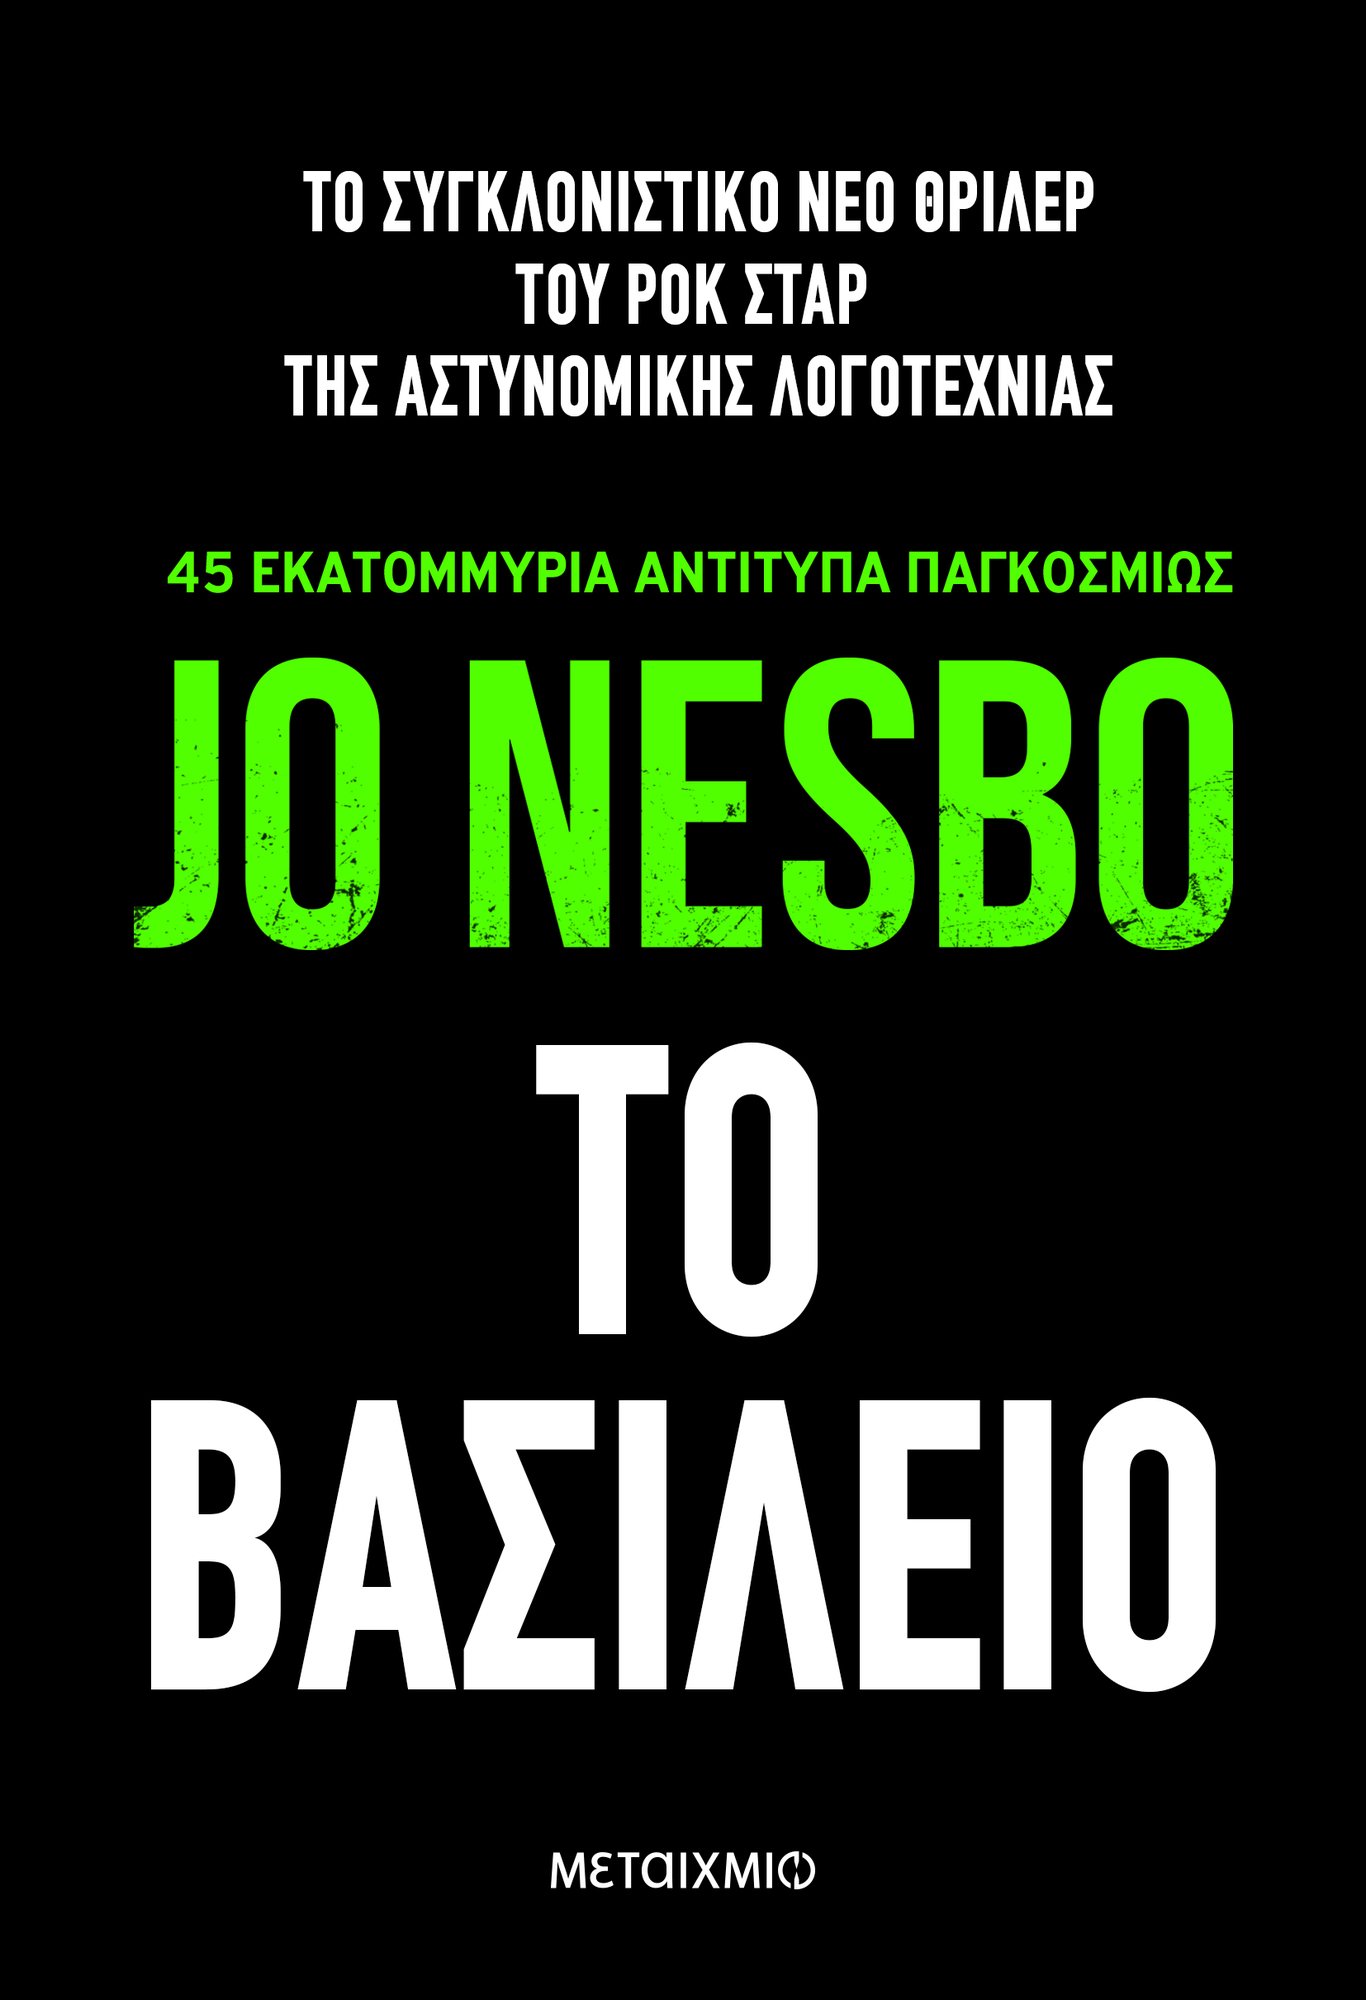 ΤΟ ΣΥΓΚΛΟΝΙΣΤΙΚΟ ΝΕΟ ΘΡΙΛΕΡ
ΤΟΥ ΡΟΚ ΣΤΑΡ
ΤΗΣ ΑΣΤΥΝΟΜΙΚΗΣ ΛΟΓΟΤΕΧΝΙΑΣ
45 ΕΚΑΤΟΜΜΥΡΙΑ ΑΝΤΙΤΥΠΑ ΠΑΓΚΟΣΜΙΩΣ
JO NESBO
ΤΟ
ΒΑΣΙΛΕΙΟ
ΜΕΤΑΙΧΜΙΟ